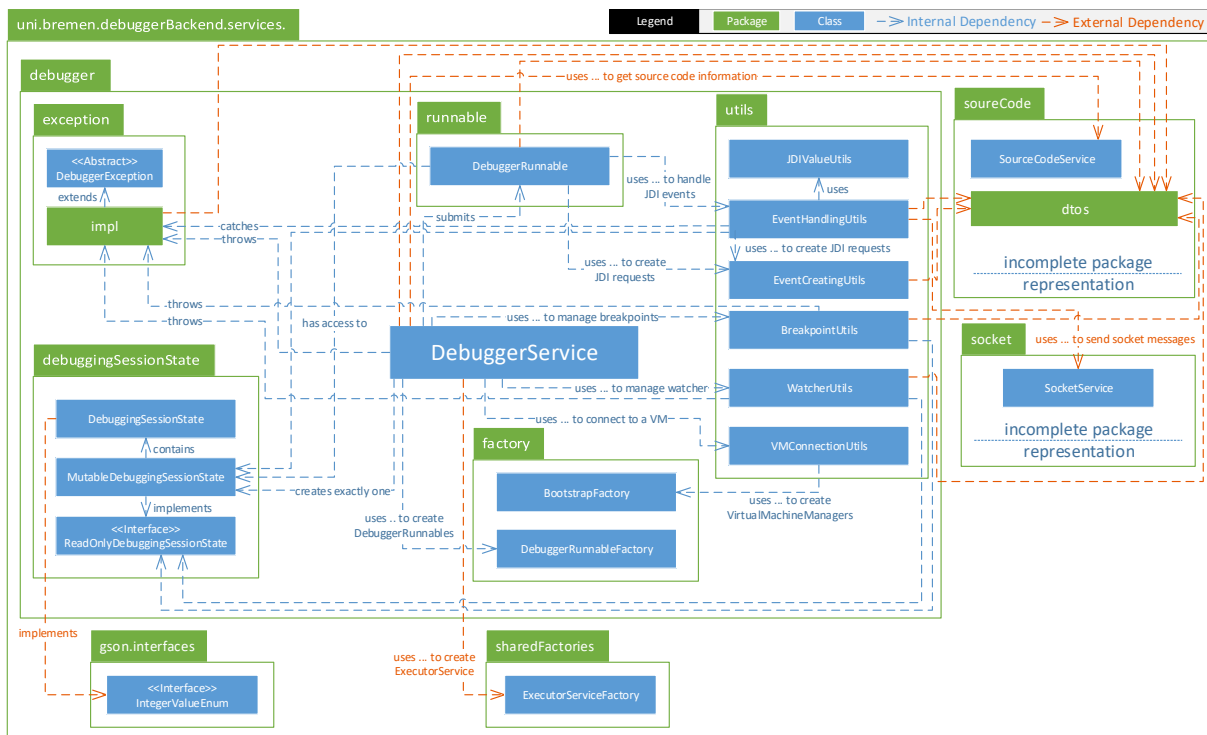 uni.bremen.debuggerBackend.services.
Legend
Package
Class
Internal Dependency
External Dependency
debugger
uses ... to get source code information
exception
<<Abstract>>
DebuggerException
extends
impl
runnable
DebuggerRunnable
submits
catches
throws
uses ... to handle
JDI events
uses ... to create
JDI requests
utils
JDIValueUtils
uses
EventHandlingUtils
uses ... to create JDI requests
EventCreatingUtils
BreakpointUtils
WatcherUtils
VMConnectionUtils
soureCode
SourceCodeService
dtos
incomplete package
representation
throws
throws
has access to
uses ... to manage breakpoints
DebuggerService
uses ... to manage watcher
uses ... to connect to a VM
uses ... to send socket messages
socket
SocketService
incomplete package
representation
debuggingSessionState
DebuggingSessionState
contains
MutableDebuggingSessionState
creates exactly one
implements
<<Interface>>
ReadOnlyDebuggingSessionState
uses .. to create
DebuggerRunnables
factory
BootstrapFactory
DebuggerRunnableFactory
uses ... to create
VirtualMachineManagers
implements
gson.interfaces
<<Interface>>
IntegerValueEnum
uses ... to create
ExecutorService
sharedFactories
ExecutorServiceFactory